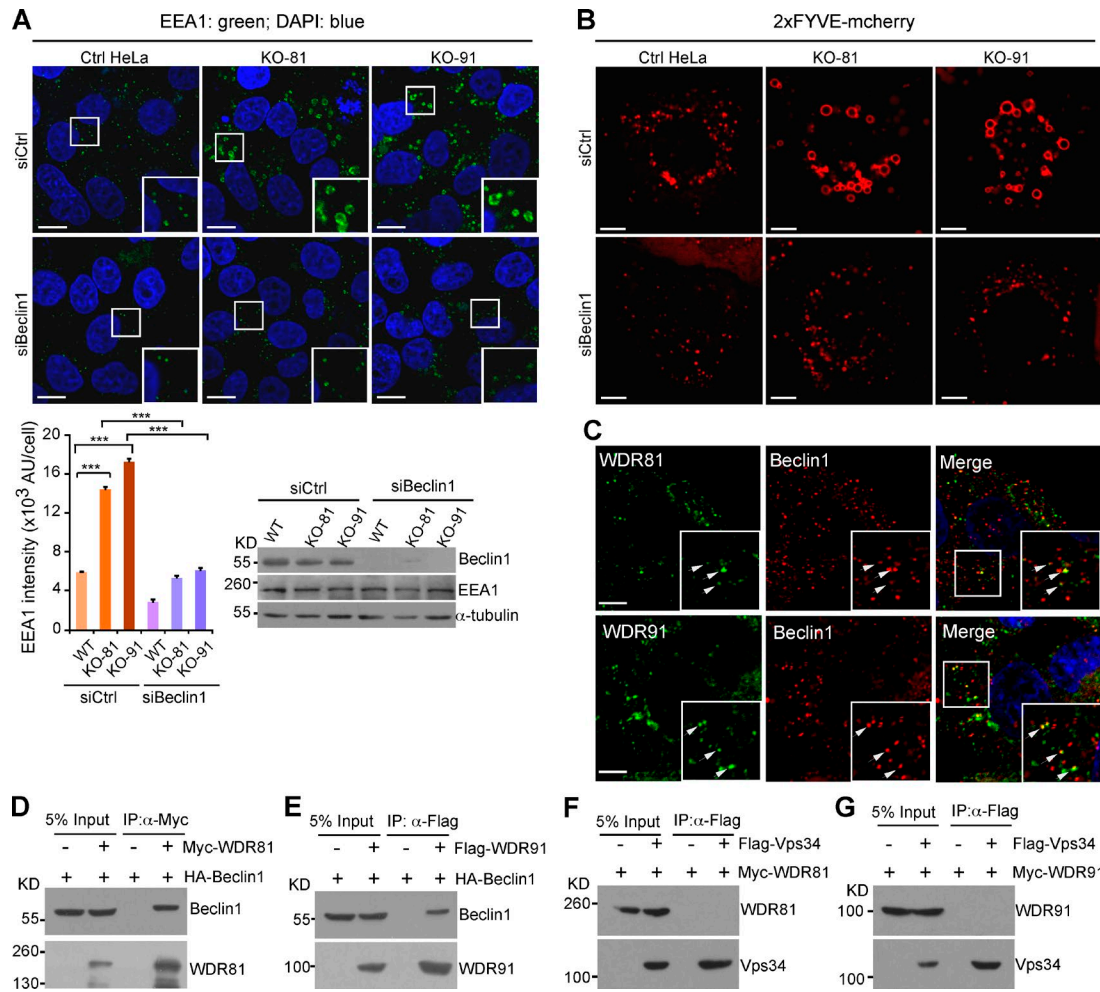 A
EEA1: green; DAPI: blue
Ctrl HeLa KO-81 KO-91
siCtrl
siBeclin1
EEA1 intensity (x10³ AU/cell)
20
16
12
8
4
0
*** *** *** ***
WT KO-81 KO-91 WT KO-81 KO-91
siCtrl siBeclin1
siCtrl siBeclin1
WT KO-81 KO-91 WT KO-81 KO-91
KD
55 Beclin1
260 EEA1
55 α-tubulin
B
2xFYVE-mcherry
Ctrl HeLa KO-81 KO-91
siCtrl
siBeclin1
C
WDR81 Beclin1 Merge
WDR91 Beclin1 Merge
D
5% Input IP:α-Myc
- + - + Myc-WDR81
+ + + + HA-Beclin1
KD
55 Beclin1
260 WDR81
130
E
5% Input IP: α-Flag
- + - + Flag-WDR91
+ + + + HA-Beclin1
KD
55 Beclin1
100 WDR91
F
5% Input IP:α-Flag
- + - + Flag-Vps34
+ + + + Myc-WDR81
KD
260 WDR81
100 Vps34
G
5% Input IP:α-Flag
- + - + Flag-Vps34
+ + + + Myc-WDR91
KD
100 WDR91
100 Vps34